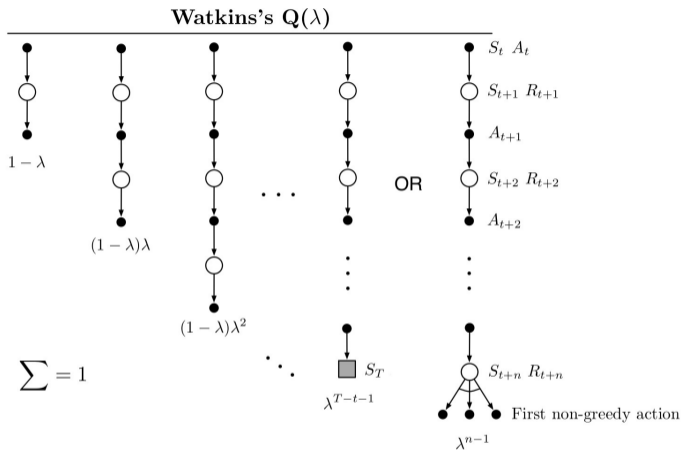 Watkins's Q(λ)
S_t A_t
S_{t+1} R_{t+1}
A_{t+1}
1 − λ
S_{t+2} R_{t+2}
· · · OR
A_{t+2}
(1 − λ)λ
(1 − λ)λ²
∑ = 1
S_T
S_{t+n} R_{t+n}
λ^{T−t−1}
First non-greedy action
λ^{n−1}